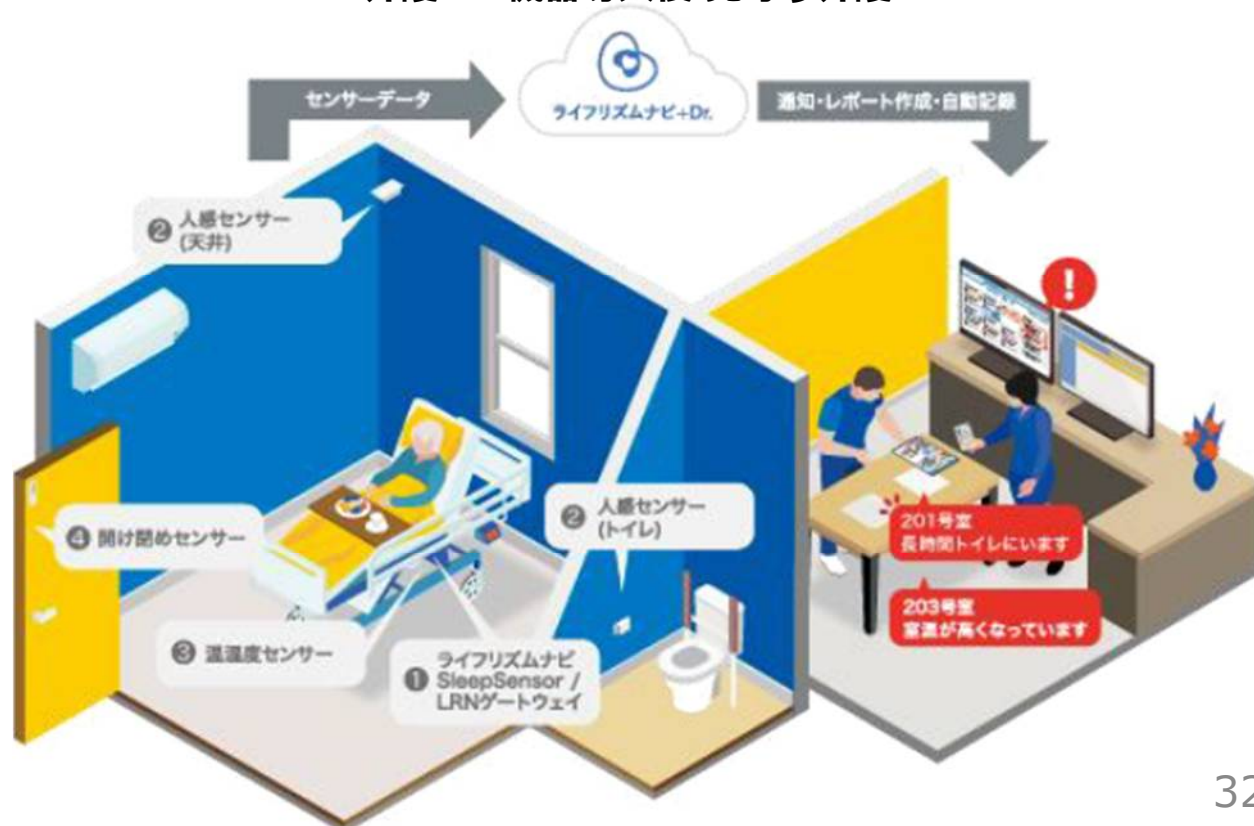 センサーデータ
ライフリズムナビ+Dr.
通知・レポート作成・自動記録
❷ 人感センサー
(天井)
❹ 開け閉めセンサー
❸ 温湿度センサー
❶ ライフリズムナビ
SleepSensor /
LRNゲートウェイ
❷ 人感センサー
(トイレ)
201号室
長時間トイレにいます
203号室
室温が高くなっています
32